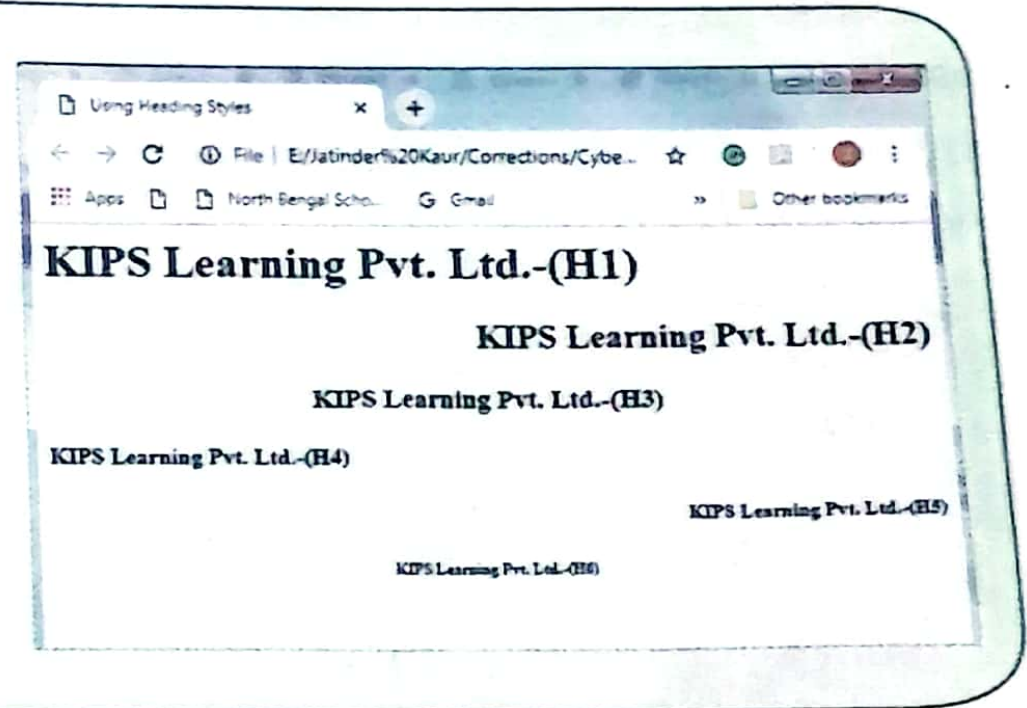 Using Heading Styles
File | E:/Jatinder%20Kaur/Corrections/Cybe...
Apps North Bengal Scho... G Gmail » Other bookmarks
KIPS Learning Pvt. Ltd.-(H1)
KIPS Learning Pvt. Ltd.-(H2)
KIPS Learning Pvt. Ltd.-(H3)
KIPS Learning Pvt. Ltd.-(H4)
KIPS Learning Pvt. Ltd.-(H5)
KIPS Learning Pvt. Ltd.-(H6)